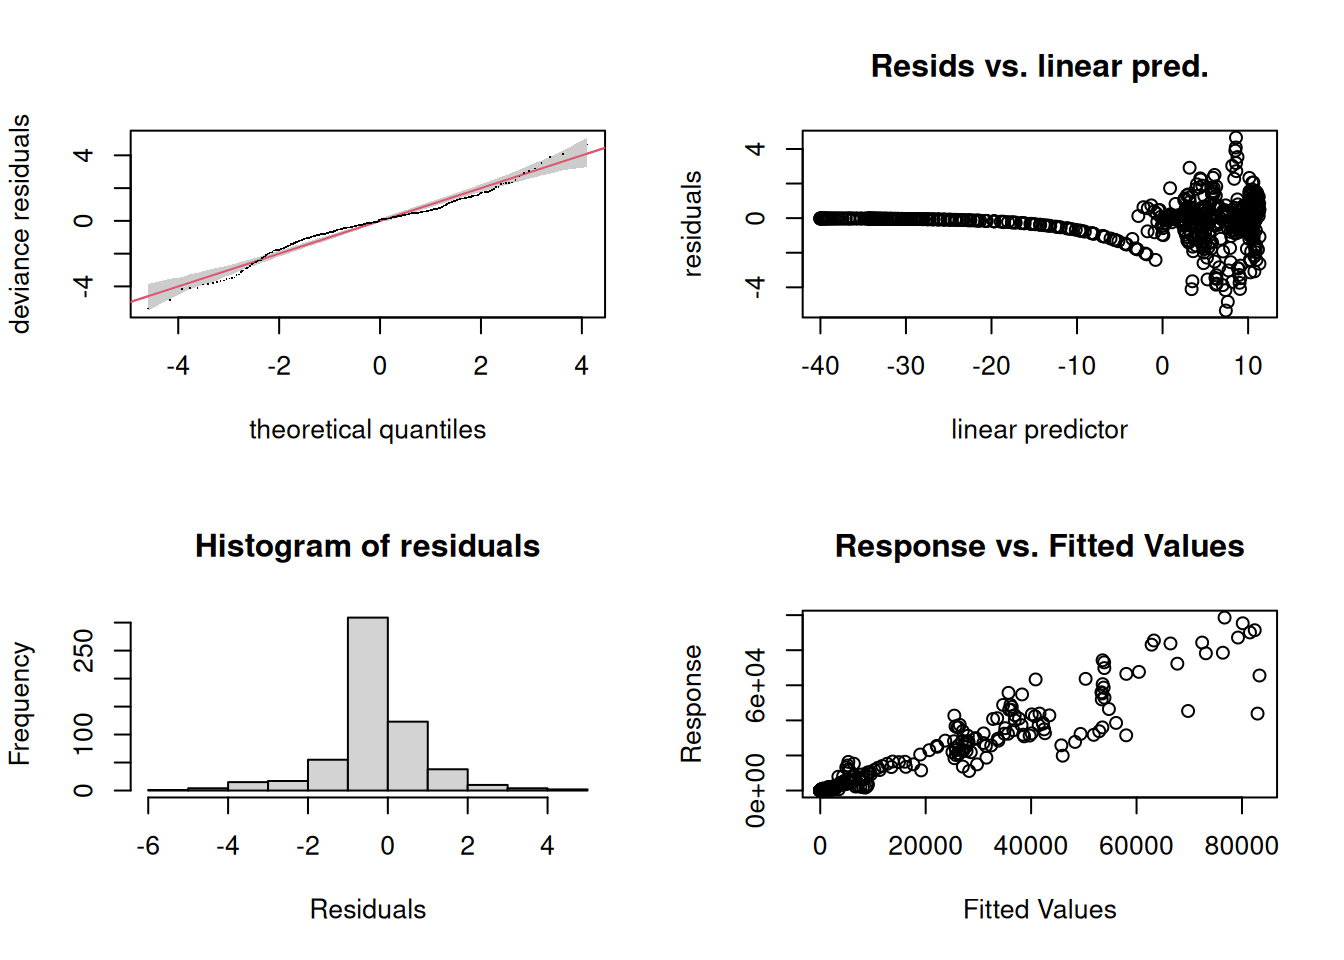 deviance residuals
-4 0 4
-4 -2 0 2 4
theoretical quantiles
Resids vs. linear pred.
residuals
-4 0 4
-40 -30 -20 -10 0 10
linear predictor
Histogram of residuals
Frequency
0 100 250
-6 -4 -2 0 2 4
Residuals
Response vs. Fitted Values
Response
0e+00 6e+04
0 20000 40000 60000 80000
Fitted Values